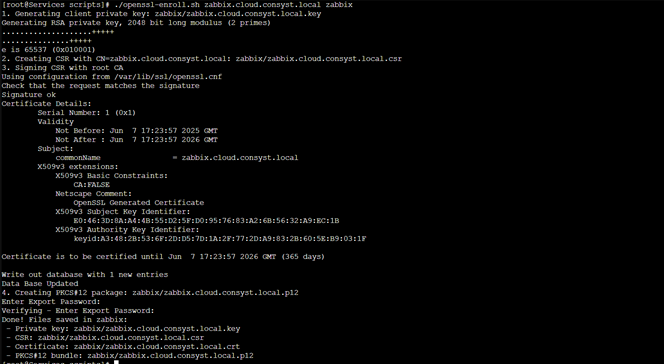 [root@Services scripts]# ./openssl-enroll.sh zabbix.cloud.consyst.local zabbix
1. Generating client private key: zabbix/zabbix.cloud.consyst.local.key
Generating RSA private key, 2048 bit long modulus (2 primes)
....................+++++
...............+++++
e is 65537 (0x010001)
2. Creating CSR with CN=zabbix.cloud.consyst.local: zabbix/zabbix.cloud.consyst.local.csr
3. Signing CSR with root CA
Using configuration from /var/lib/ssl/openssl.cnf
Check that the request matches the signature
Signature ok
Certificate Details:
        Serial Number: 1 (0x1)
        Validity
            Not Before: Jun  7 17:23:57 2025 GMT
            Not After : Jun  7 17:23:57 2026 GMT
        Subject:
            commonName                = zabbix.cloud.consyst.local
        X509v3 extensions:
            X509v3 Basic Constraints:
                CA:FALSE
            Netscape Comment:
                OpenSSL Generated Certificate
            X509v3 Subject Key Identifier:
                E0:46:3D:8A:A4:4B:55:D2:5F:D0:95:76:83:A2:6B:56:32:A9:EC:1B
            X509v3 Authority Key Identifier:
                keyid:A3:48:2B:53:6F:2D:D5:7D:1A:2F:77:2D:A9:83:2B:60:5E:B9:03:1F

Certificate is to be certified until Jun  7 17:23:57 2026 GMT (365 days)

Write out database with 1 new entries
Data Base Updated
4. Creating PKCS#12 package: zabbix/zabbix.cloud.consyst.local.p12
Enter Export Password:
Verifying - Enter Export Password:
Done! Files saved in zabbix:
 - Private key: zabbix/zabbix.cloud.consyst.local.key
 - CSR: zabbix/zabbix.cloud.consyst.local.csr
 - Certificate: zabbix/zabbix.cloud.consyst.local.crt
 - PKCS#12 bundle: zabbix/zabbix.cloud.consyst.local.p12
[root@Services scripts]#